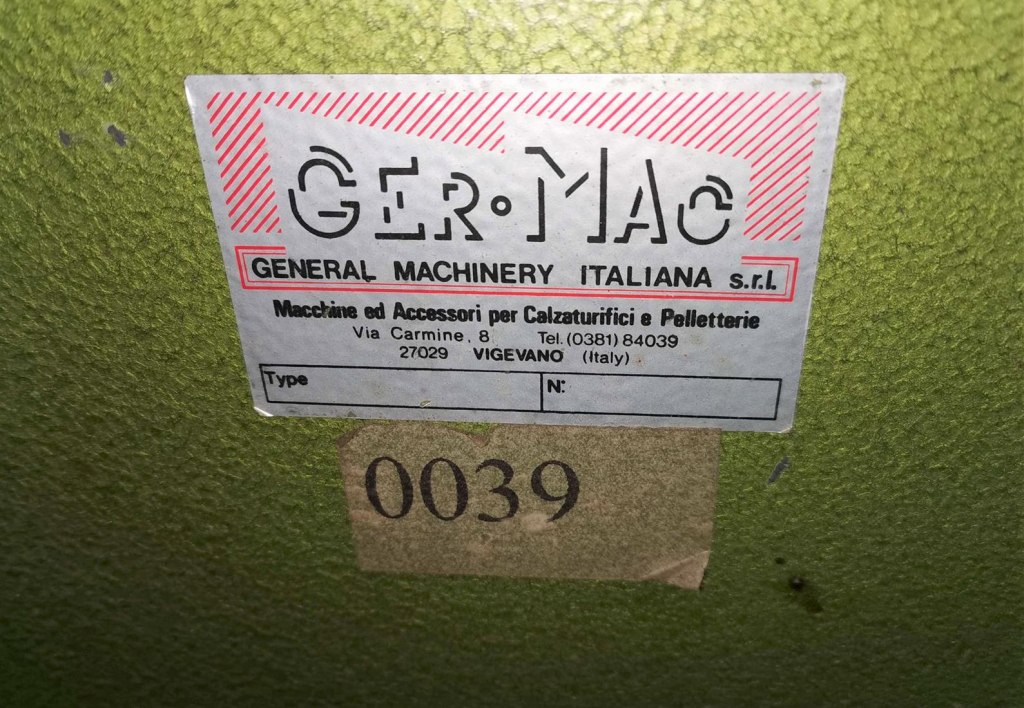 GER·MAC
GENERAL MACHINERY ITALIANA s.r.l.
Macchine ed Accessori per Calzaturifici e Pelletterie
Via Carmine, 8 Tel. (0381) 84039
27029 VIGEVANO (Italy)
Type N:
0039